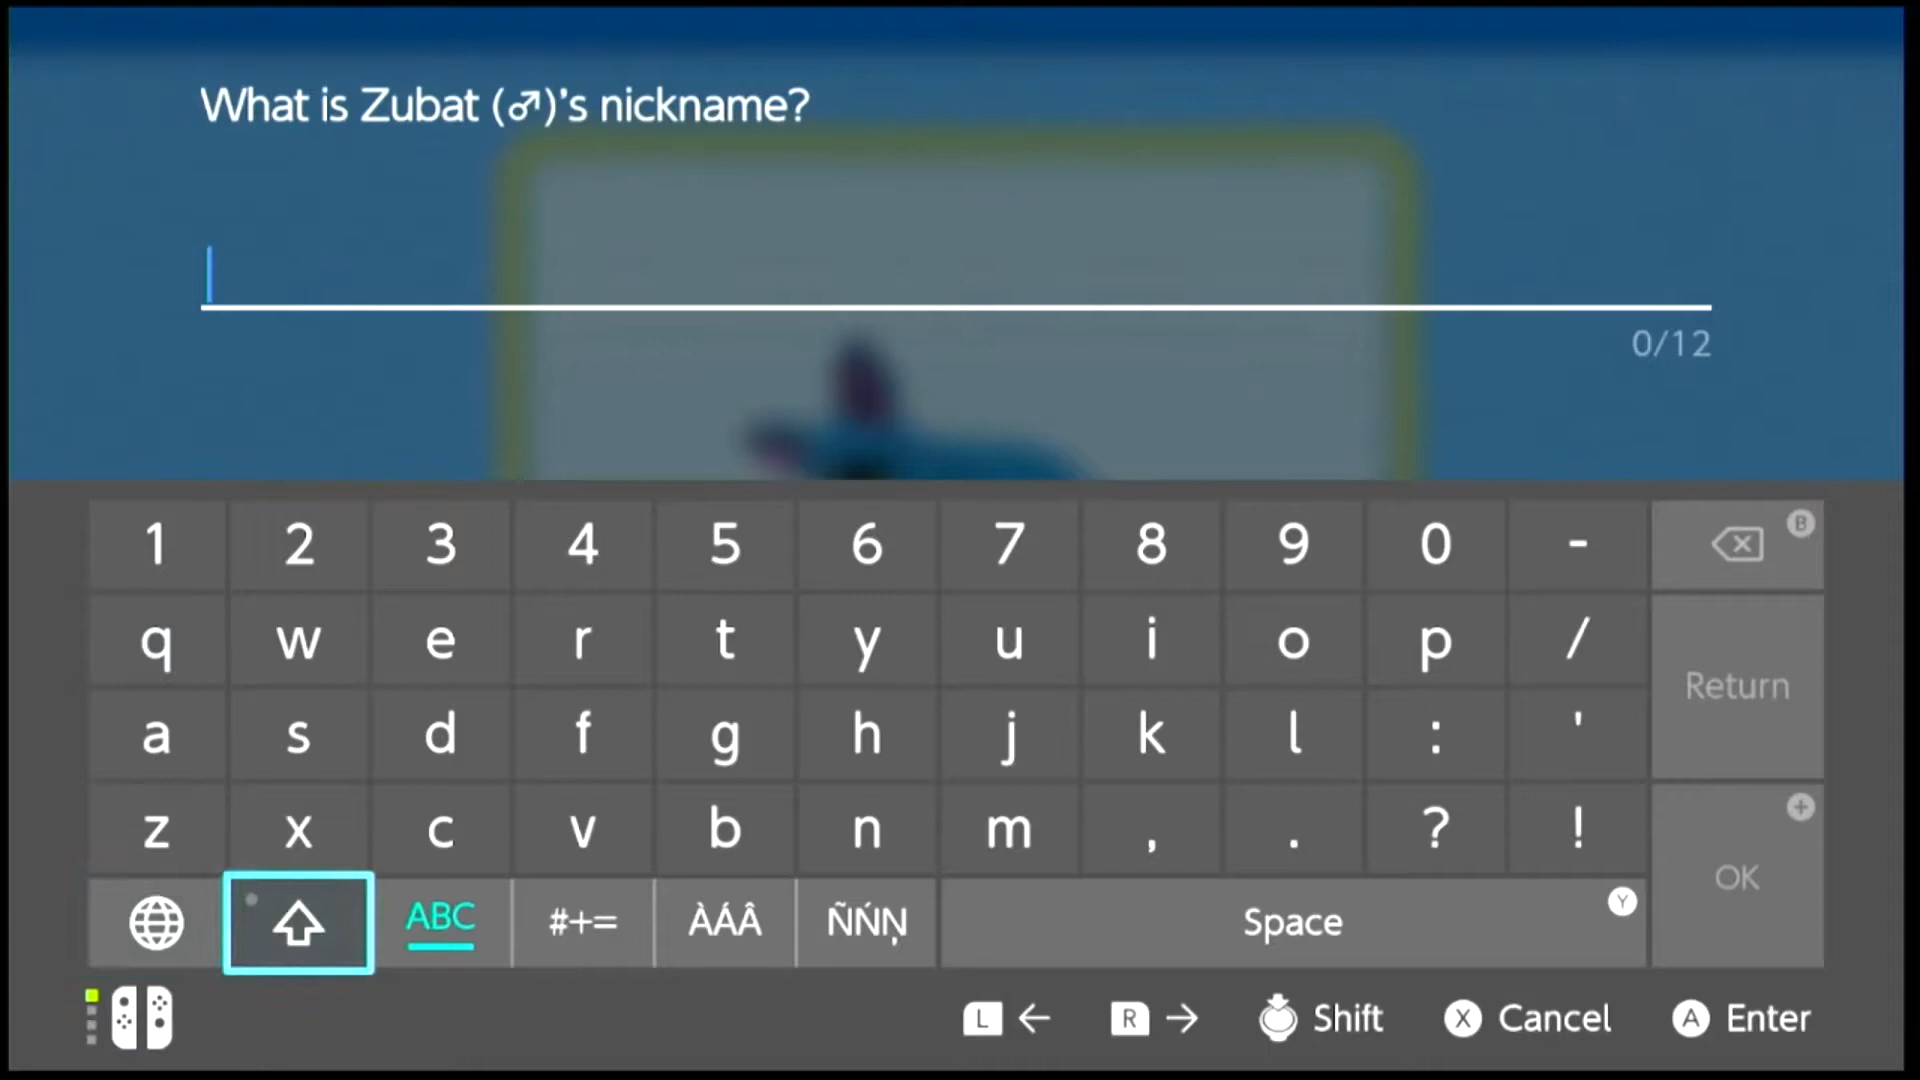 What is Zubat (♂)'s nickname?
0/12
1 2 3 4 5 6 7 8 9 0 - B
q w e r t y u i o p /
Return
a s d f g h j k l : '
z x c v b n m , . ? ! +
OK
ABC #+= ÀÁÂ ÑŃŅ Space Y
L ← R → Shift X Cancel A Enter